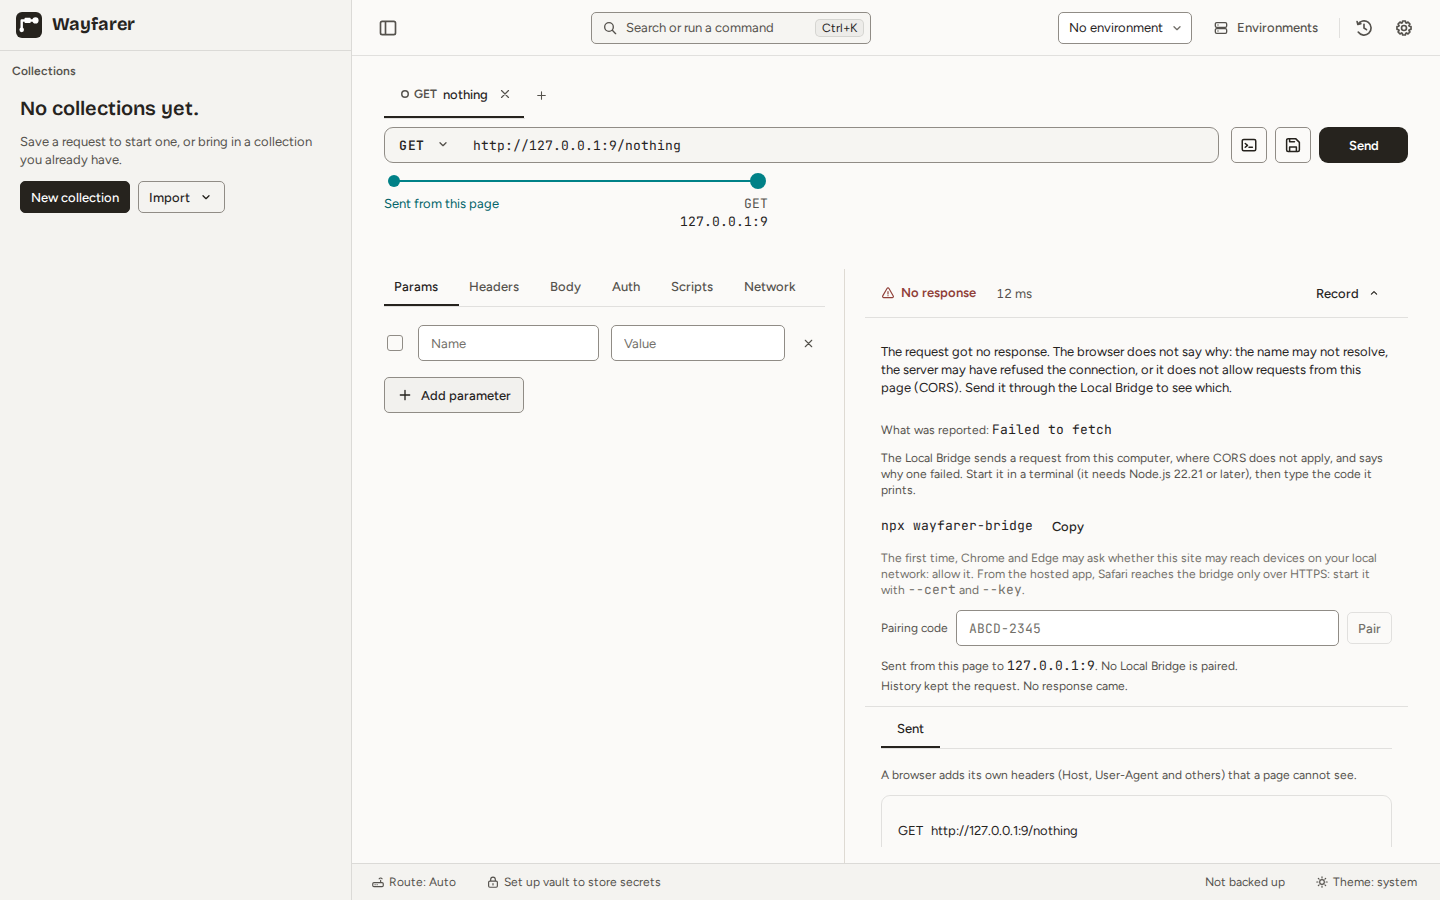 Wayfarer
Search or run a command
Ctrl+K
No environment
Environments
Collections
No collections yet.
Save a request to start one, or bring in a collection
you already have.
New collection
Import
GET nothing
GET
http://127.0.0.1:9/nothing
Send
Sent from this page
GET
127.0.0.1:9
Params
Headers
Body
Auth
Scripts
Network
Name
Value
Add parameter
No response
12 ms
Record
The request got no response. The browser does not say why: the name may not resolve,
the server may have refused the connection, or it does not allow requests from this
page (CORS). Send it through the Local Bridge to see which.
What was reported: Failed to fetch
The Local Bridge sends a request from this computer, where CORS does not apply, and says
why one failed. Start it in a terminal (it needs Node.js 22.21 or later), then type the code it
prints.
npx wayfarer-bridge
Copy
The first time, Chrome and Edge may ask whether this site may reach devices on your local
network: allow it. From the hosted app, Safari reaches the bridge only over HTTPS: start it
with --cert and --key.
Pairing code
ABCD-2345
Pair
Sent from this page to 127.0.0.1:9. No Local Bridge is paired.
History kept the request. No response came.
Sent
A browser adds its own headers (Host, User-Agent and others) that a page cannot see.
GET http://127.0.0.1:9/nothing
Route: Auto
Set up vault to store secrets
Not backed up
Theme: system